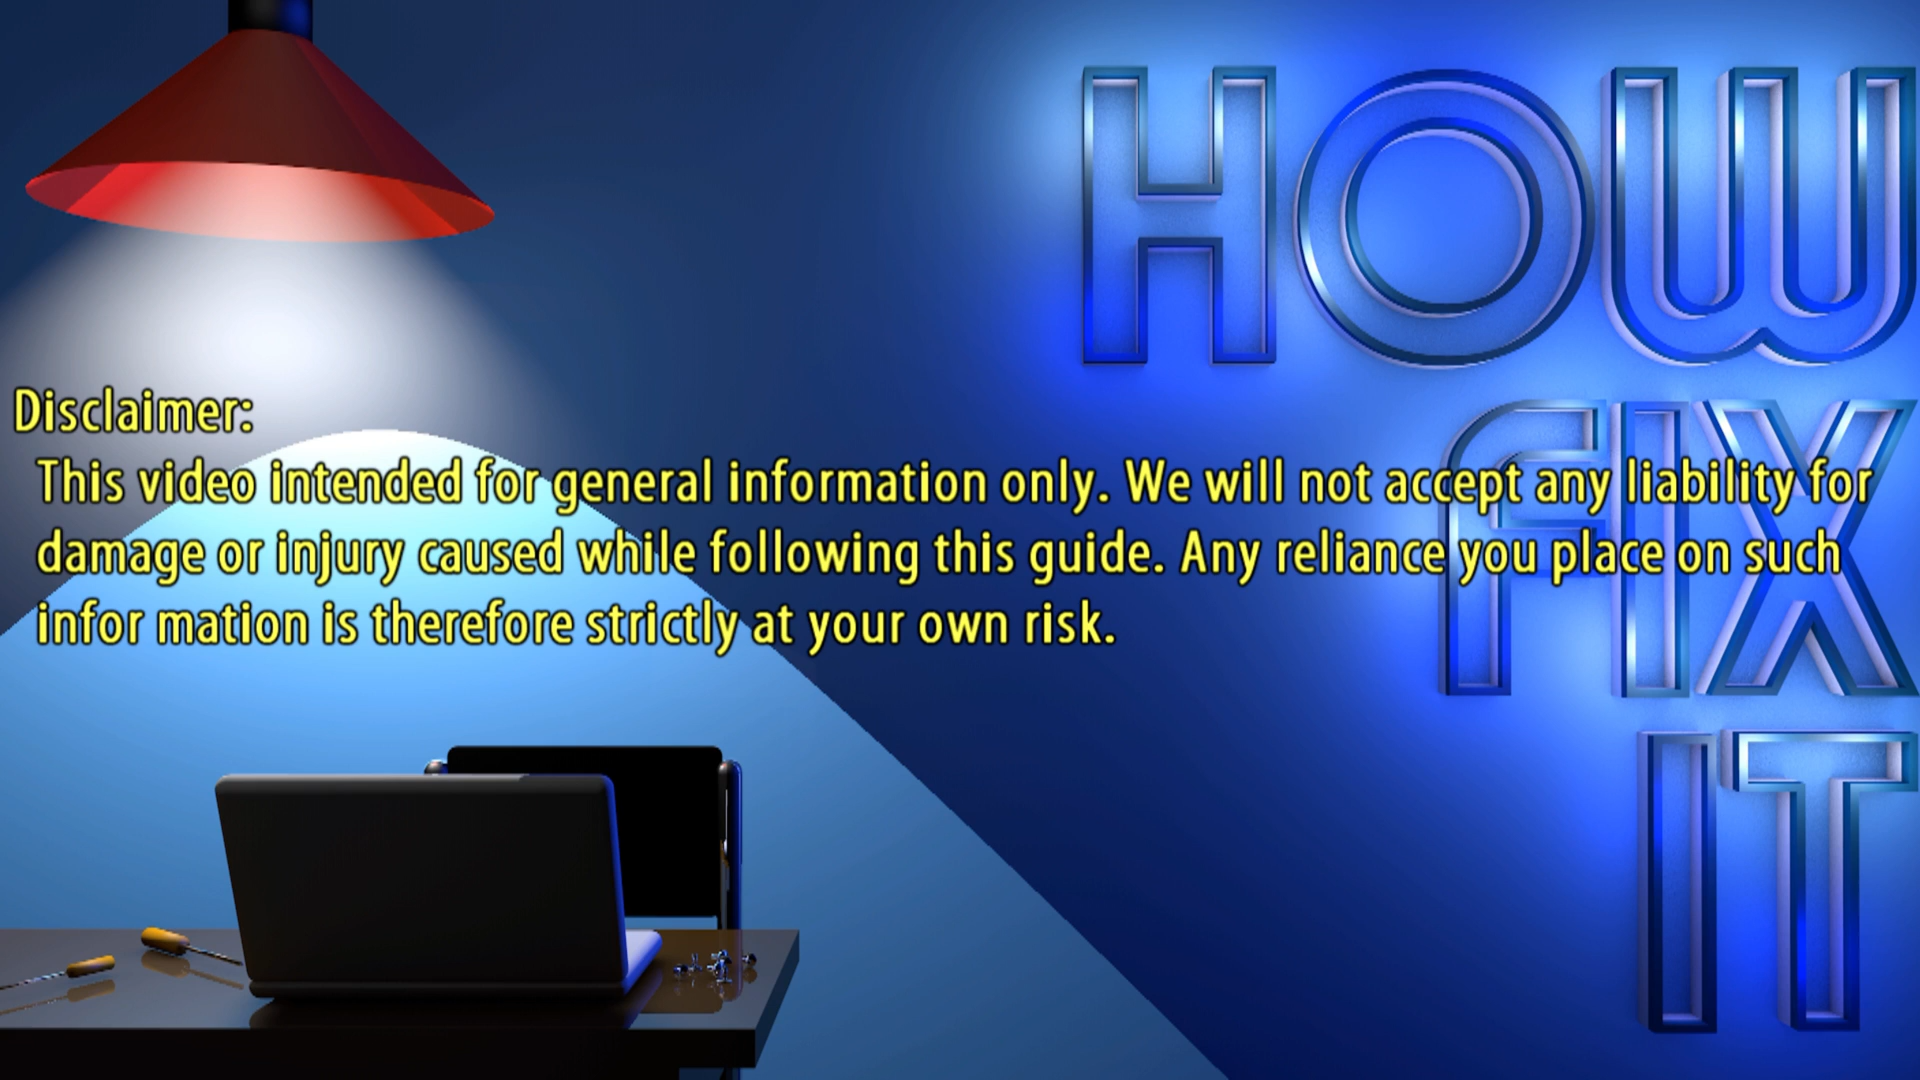 HOW
FIX
IT
Disclaimer:
This video intended for general information only. We will not accept any liability for
damage or injury caused while following this guide. Any reliance you place on such
infor mation is therefore strictly at your own risk.